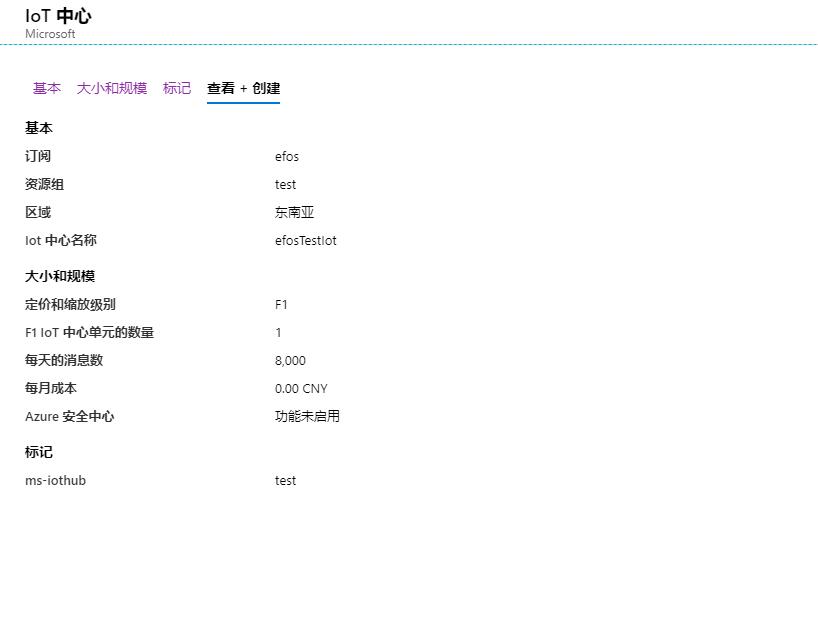 IoT 中心
Microsoft
基本 大小和规模 标记 查看 + 创建
基本
订阅 efos
资源组 test
区域 东南亚
Iot 中心名称 efosTestIot
大小和规模
定价和缩放级别 F1
F1 IoT 中心单元的数量 1
每天的消息数 8,000
每月成本 0.00 CNY
Azure 安全中心 功能未启用
标记
ms-iothub test